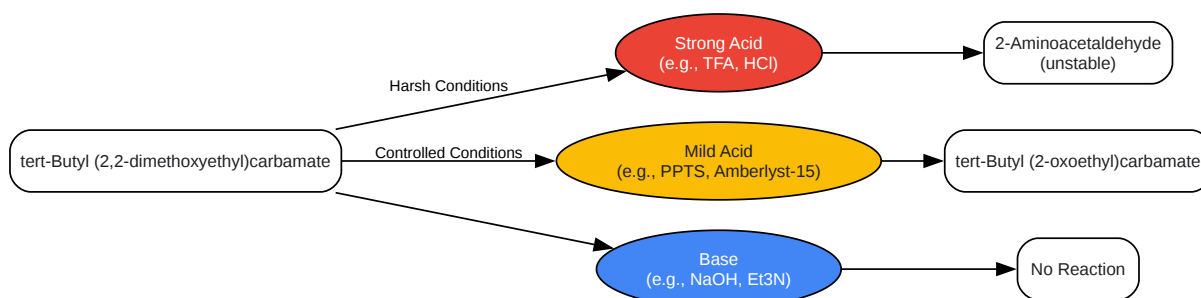 Strong Acid
(e.g., TFA, HCl)
2-Aminoacetaldehyde
(unstable)
Harsh Conditions
tert-Butyl (2,2-dimethoxyethyl)carbamate
Controlled Conditions
Mild Acid
(e.g., PPTS, Amberlyst-15)
tert-Butyl (2-oxoethyl)carbamate
Base
(e.g., NaOH, Et3N)
No Reaction